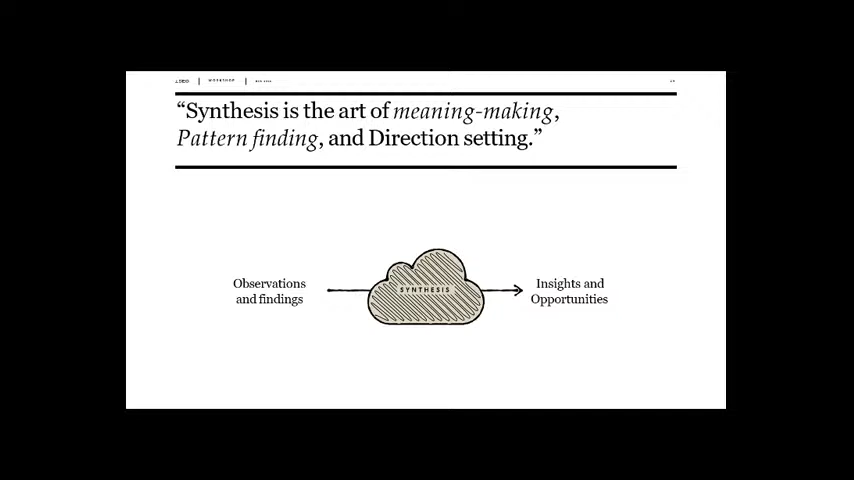 WORKSHOP
“Synthesis is the art of meaning-making,
Pattern finding, and Direction setting.”
Observations
and findings
SYNTHESIS
Insights and
Opportunities